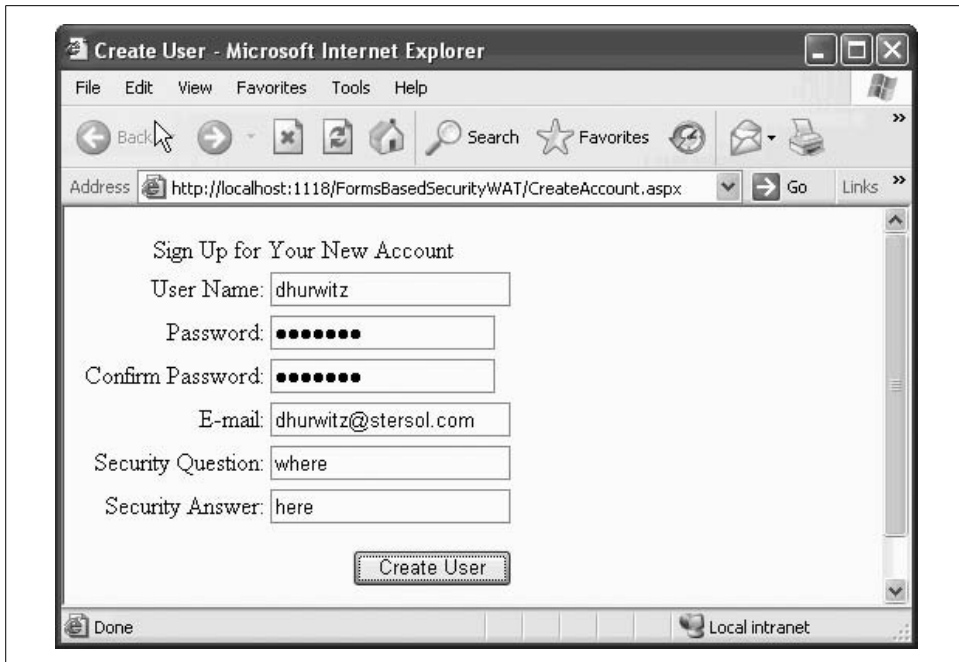 Create User - Microsoft Internet Explorer
File Edit View Favorites Tools Help
Back Search Favorites »
Address http://localhost:1118/FormsBasedSecurityWAT/CreateAccount.aspx Go Links »
Sign Up for Your New Account
User Name: dhurwitz
Password: •••••••
Confirm Password: •••••••
E-mail: dhurwitz@stersol.com
Security Question: where
Security Answer: here
Create User
Done Local intranet